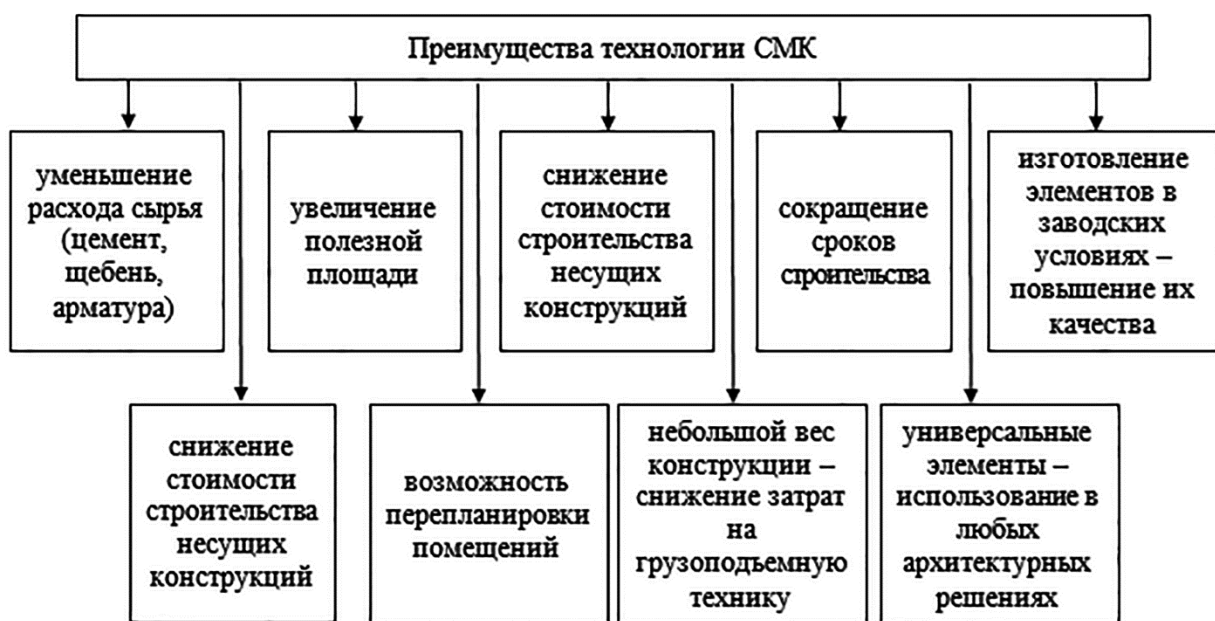 Преимущества технологии СМК
уменьшение
расхода сырья
(цемент,
щебень,
арматура)
увеличение
полезной
площади
снижение
стоимости
строительства
несущих
конструкций
сокращение
сроков
строительства
изготовление
элементов в
заводских
условиях –
повышение их
качества
снижение
стоимости
строительства
несущих
конструкций
возможность
перепланировки
помещений
небольшой вес
конструкции –
снижение затрат
на
грузоподъемную
технику
универсальные
элементы –
использование в
любых
архитектурных
решениях